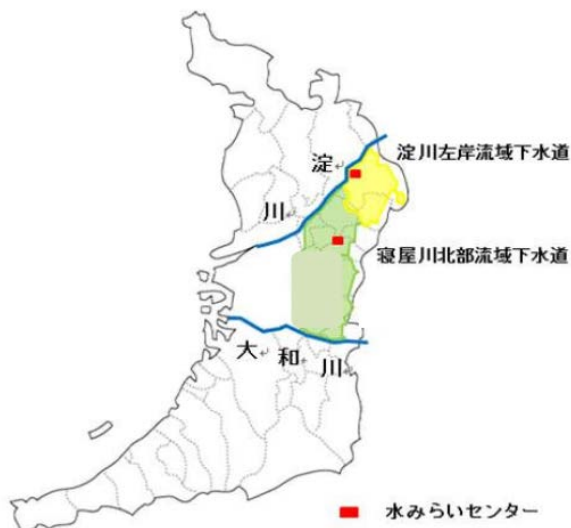 淀川左岸流域下水道
淀
川
寝屋川北部流域下水道
大和川
水みらいセンター